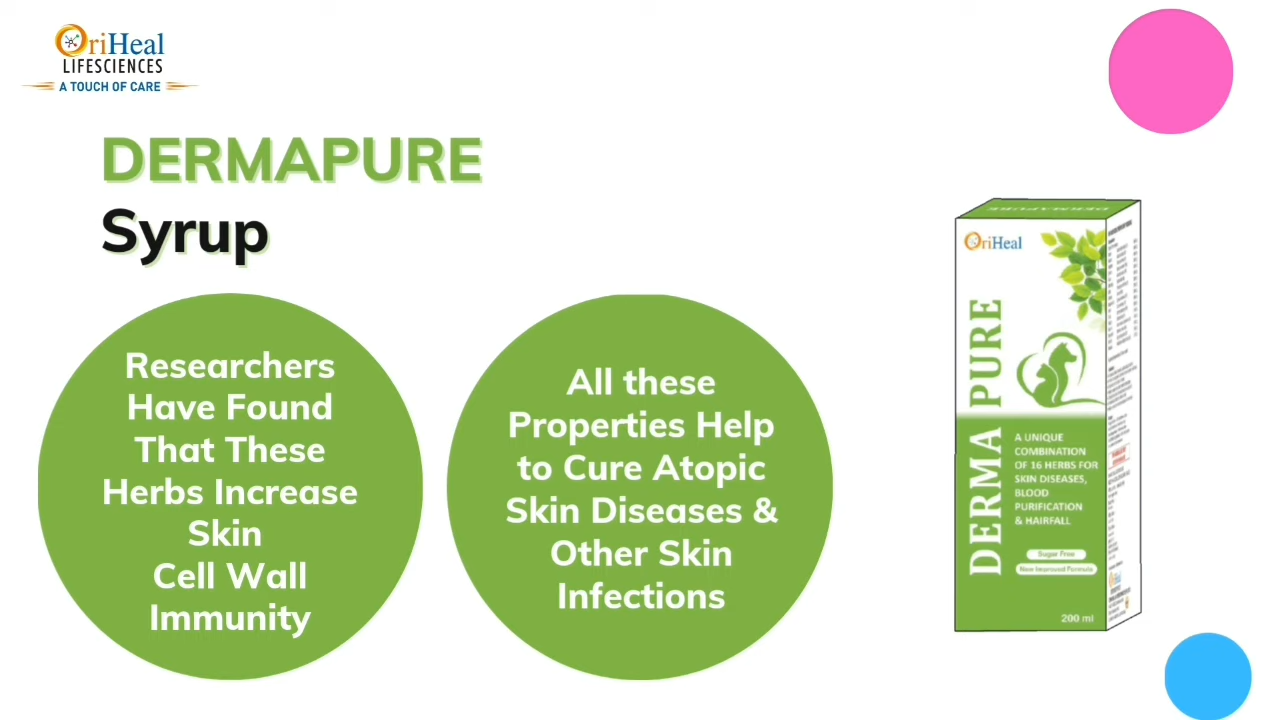 OriHeal
LIFESCIENCES
A TOUCH OF CARE
DERMAPURE
Syrup
Researchers
Have Found
That These
Herbs Increase
Skin
Cell Wall
Immunity
All these
Properties Help
to Cure Atopic
Skin Diseases &
Other Skin
Infections
DERMAPURE
OriHeal
DERMA PURE
A UNIQUE
COMBINATION
OF 16 HERBS FOR
SKIN DISEASES,
BLOOD
PURIFICATION
& HAIRFALL
Sugar Free
New Improved Formula
200 ml